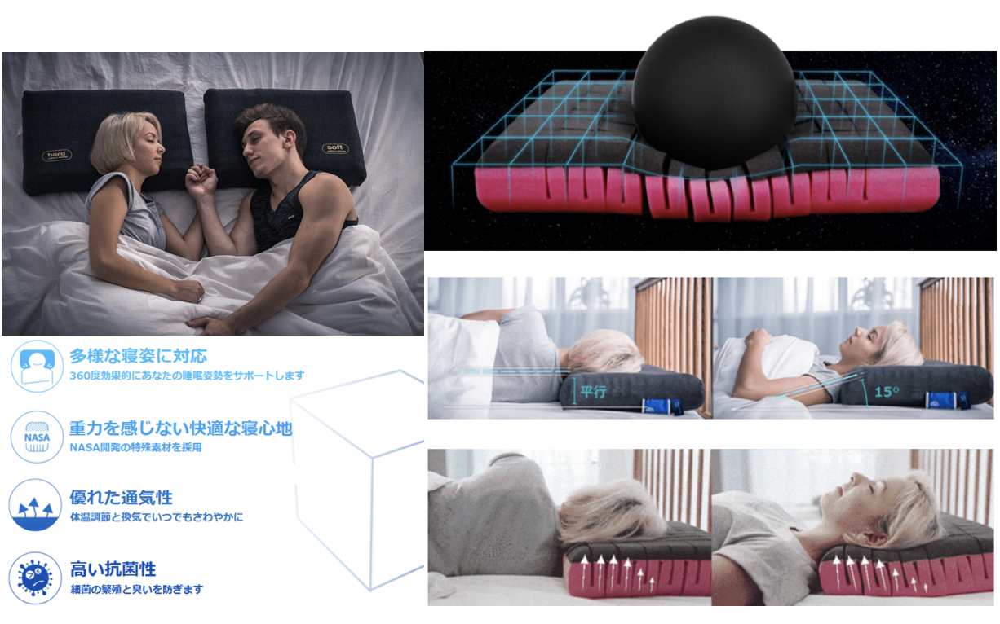 hard
soft
多様な寝姿に対応
360度効果的にあなたの睡眠姿勢をサポートします
NASA
重力を感じない快適な寝心地
NASA開発の特殊素材を採用
優れた通気性
体温調節と換気でいつでもさわやかに
高い抗菌性
細菌の繁殖と臭いを防ぎます
平行
15°